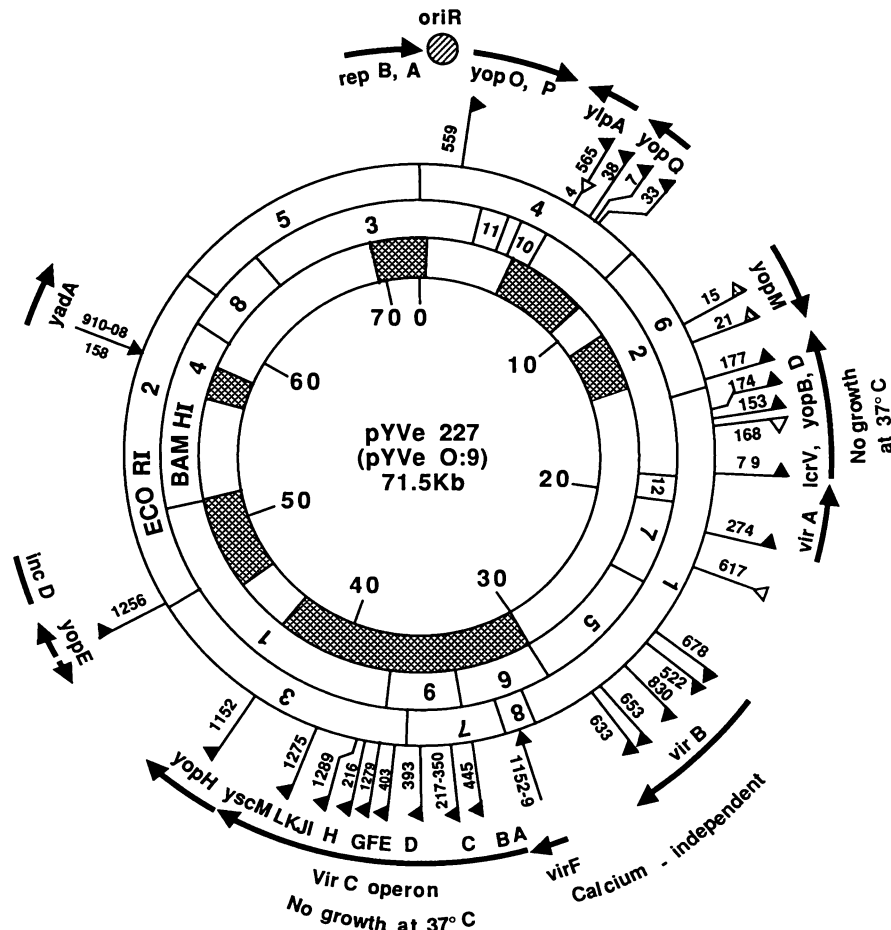 oriR
rep B, A
yop O, P
ylpA
yopQ
559
4
565
38
7
33
5
4
3
11
10
yopM
15
21
6
2
8
yadA
910-08
158
70
0
10
60
177
174
153
168
79
lcrV, yopB, D
No growth
at 37° C
2
4
ECO RI
BAM HI
pYVe 227
(pYVe O:9)
71.5Kb
20
50
12
7
vir A
274
617
1
40
30
5
inc D
yopE
1256
1
3
9
6
7
8
678
522
830
653
633
vir B
Calcium - independent
1152
1275
1289
216
1279
403
393
217-350
445
1152-9
yopH
yscM
LKJI
H
GFE
D
C
B
A
virF
Vir C operon
No growth at 37° C